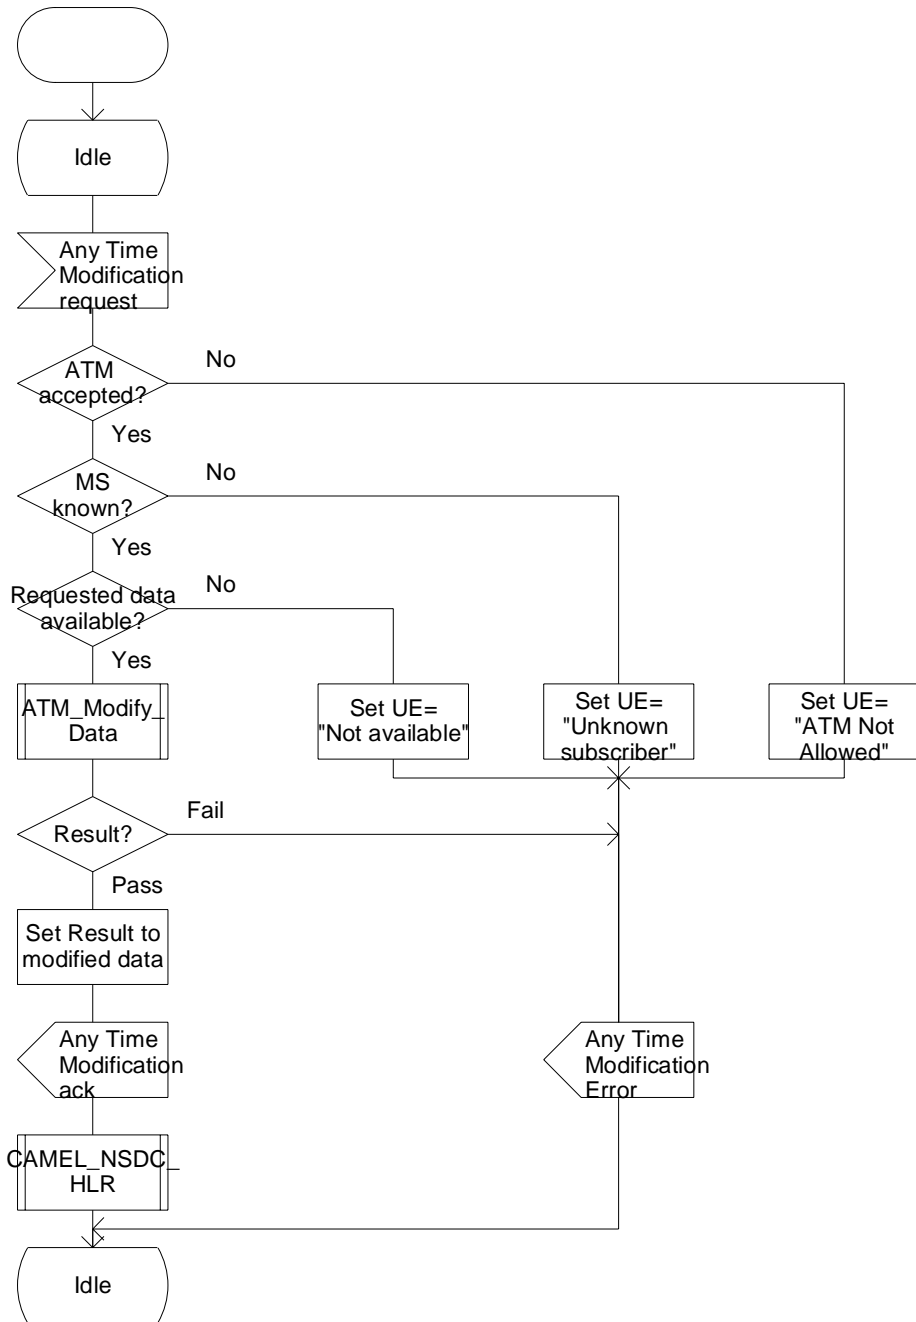 Idle
Any Time
Modification
request
ATM
accepted?
No
Yes
MS
known?
No
Yes
Requested data
available?
No
Yes
ATM_Modify_
Data
Set UE=
"Not available"
Set UE=
"Unknown
subscriber"
Set UE=
"ATM Not
Allowed"
Result?
Fail
Pass
Set Result to
modified data
Any Time
Modification
ack
Any Time
Modification
Error
CAMEL_NSDC_
HLR
Idle